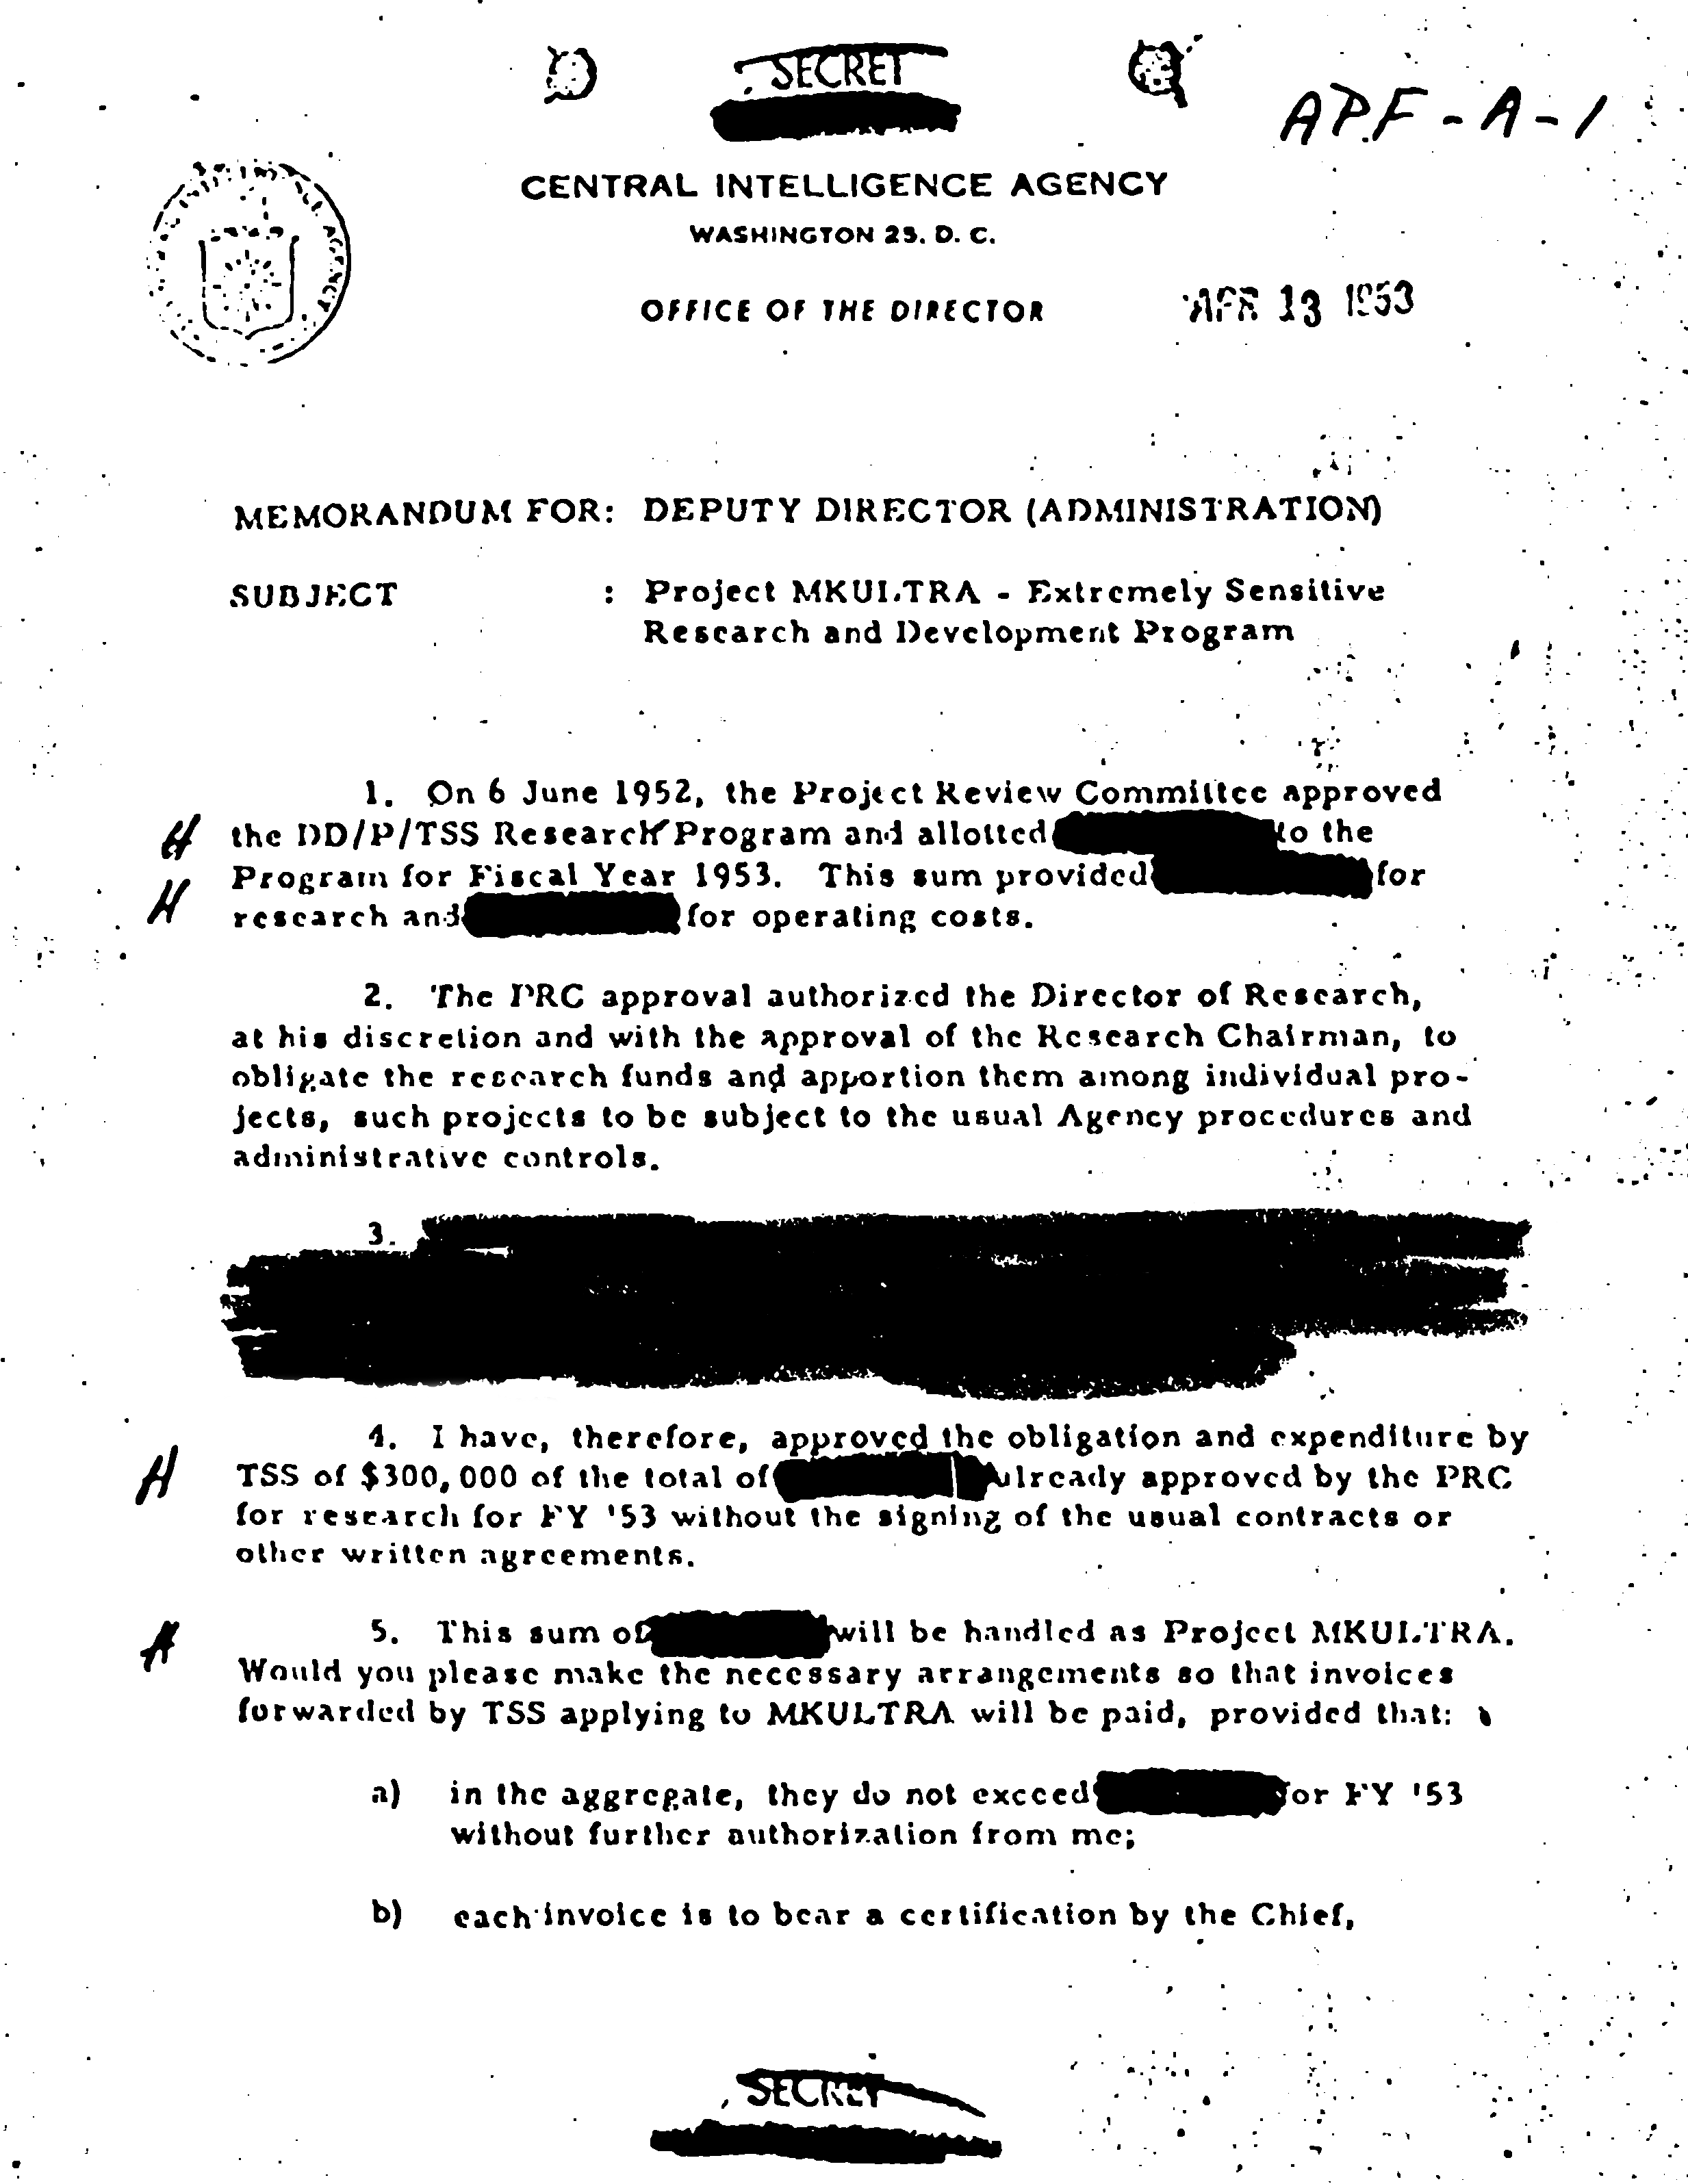 SECRET
APF-A-1
CENTRAL INTELLIGENCE AGENCY
WASHINGTON 25, D. C.
OFFICE OF THE DIRECTOR
APR 13 1953
MEMORANDUM FOR: DEPUTY DIRECTOR (ADMINISTRATION)
SUBJECT : Project MKULTRA - Extremely Sensitive
Research and Development Program
1. On 6 June 1952, the Project Review Committee approved
H the DD/P/TSS Research Program and allotted to the
Program for Fiscal Year 1953. This sum provided for
H research and for operating costs.
2. The PRC approval authorized the Director of Research,
at his discretion and with the approval of the Research Chairman, to
obligate the research funds and apportion them among individual pro-
jects, such projects to be subject to the usual Agency procedures and
administrative controls.
3.
4. I have, therefore, approved the obligation and expenditure by
H TSS of $300,000 of the total of already approved by the PRC
for research for FY '53 without the signing of the usual contracts or
other written agreements.
H 5. This sum of will be handled as Project MKULTRA.
Would you please make the necessary arrangements so that invoices
forwarded by TSS applying to MKULTRA will be paid, provided that:
a) in the aggregate, they do not exceed for FY '53
without further authorization from me;
b) each invoice is to bear a certification by the Chief,
SECRET